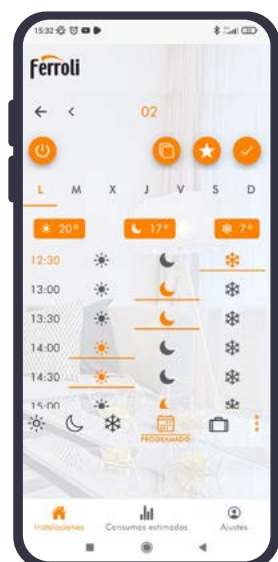 15:32
Ferroli
02
L M X J V S D
20° 17° 7°
12:30
13:00
13:30
14:00
14:30
15:00
PROGRAMADO
Instalaciones Consumos estimados Ajustes